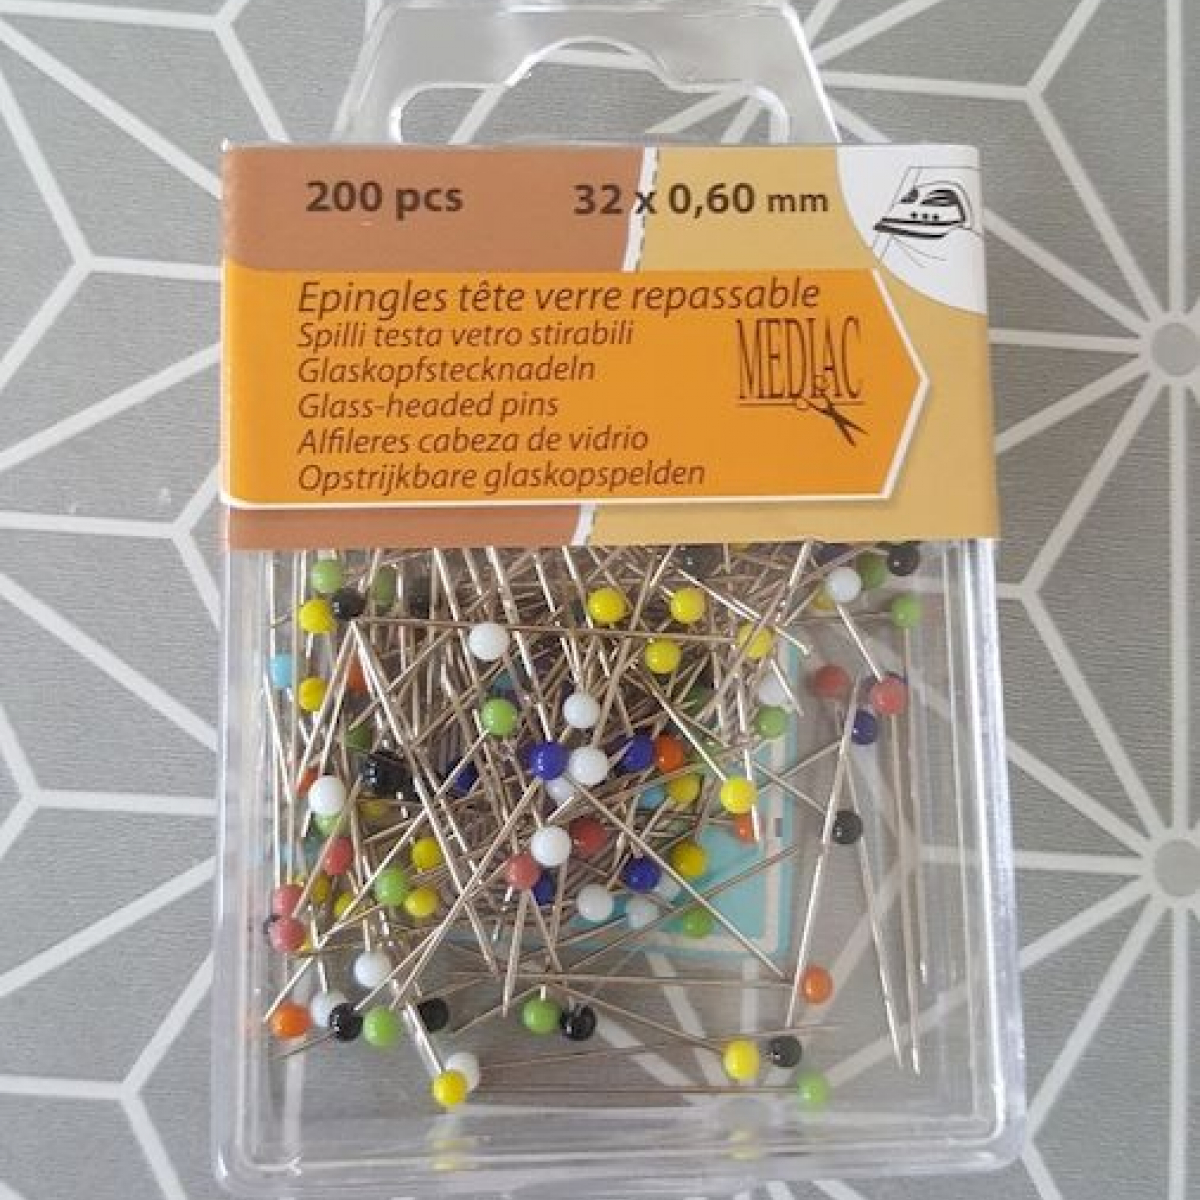 200 pcs 32 x 0,60 mm
Epingles tête verre repassable
Spilli testa vetro stirabili
Glaskopfstecknadeln
Glass-headed pins
Alfileres cabeza de vidrio
Opstrijkbare glaskopspelden
MEDIAC